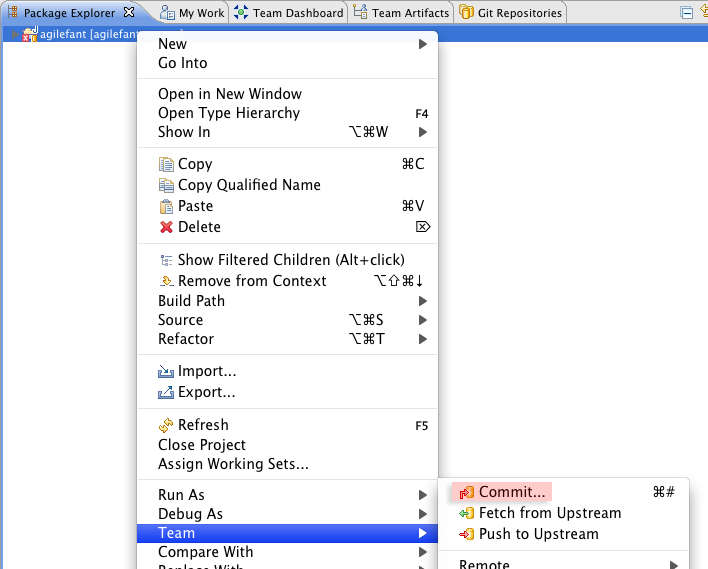 Package Explorer My Work Team Dashboard Team Artifacts Git Repositories
agilefant [agilefant
New
Go Into
Open in New Window
Open Type Hierarchy F4
Show In ⌥⌘W
Copy ⌘C
Copy Qualified Name
Paste ⌘V
Delete ⌦
Show Filtered Children (Alt+click)
Remove from Context ⌥⇧⌘↓
Build Path
Source ⌥⌘S
Refactor ⌥⌘T
Import...
Export...
Refresh F5
Close Project
Assign Working Sets...
Run As
Debug As
Team
Compare With
Replace With
Commit... ⌘#
Fetch from Upstream
Push to Upstream
Remote